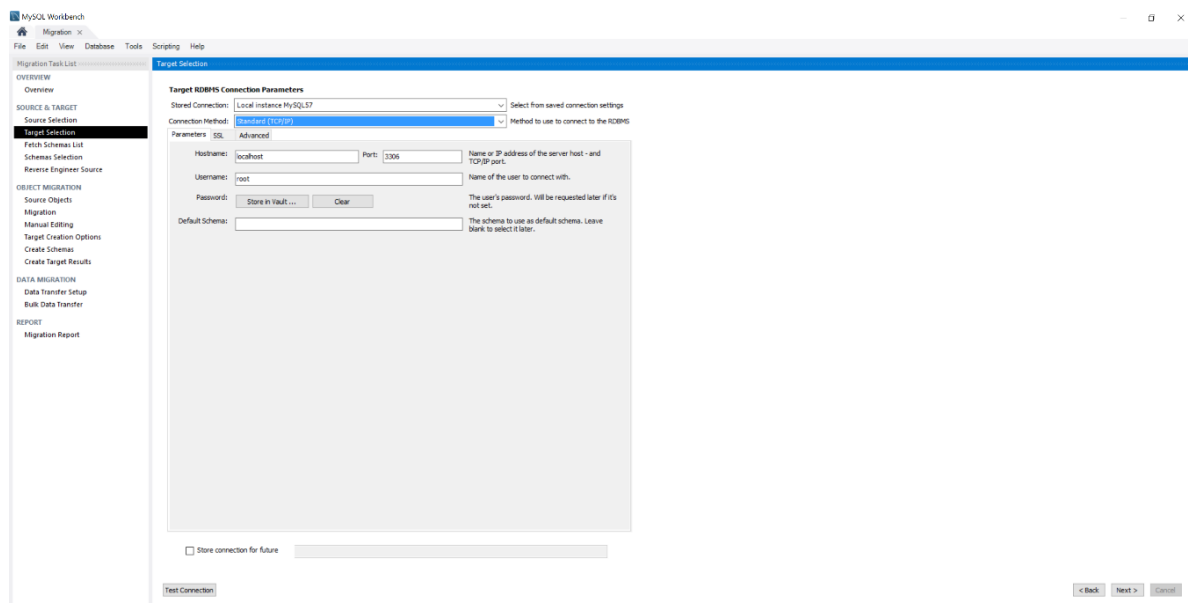 MySQL Workbench
Migration ×
File Edit View Database Tools Scripting Help
Migration Task List
OVERVIEW
Overview
SOURCE & TARGET
Source Selection
Target Selection
Fetch Schemas List
Schemas Selection
Reverse Engineer Source
OBJECT MIGRATION
Source Objects
Migration
Manual Editing
Target Creation Options
Create Schemas
Create Target Results
DATA MIGRATION
Data Transfer Setup
Bulk Data Transfer
REPORT
Migration Report
Target Selection
Target RDBMS Connection Parameters
Stored Connection: Local instance MySQL57 Select from saved connection settings
Connection Method: Standard (TCP/IP) Method to use to connect to the RDBMS
Parameters SSL Advanced
Hostname: localhost Port: 3306 Name or IP address of the server host - and
TCP/IP port.
Username: root Name of the user to connect with.
Password: Store in Vault ... Clear The user's password. Will be requested later if it's
not set.
Default Schema: The schema to use as default schema. Leave
blank to select it later.
Store connection for future
Test Connection < Back Next > Cancel